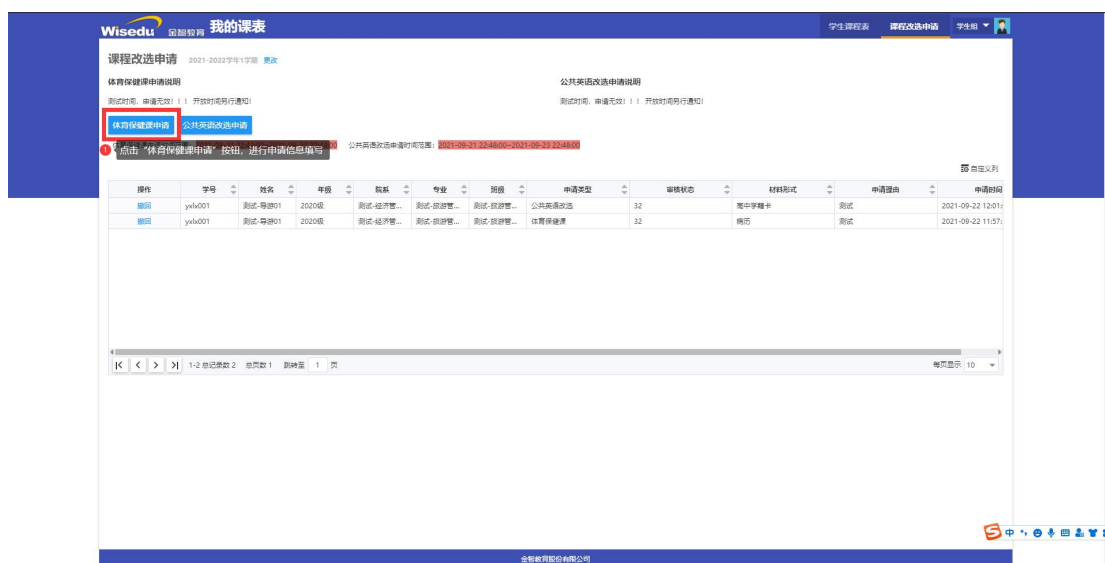 Wisedu 金智教育 我的课表 学生课程表 课程改选申请 学生组
课程改选申请 2021-2022学年1学期 更改
体育保健课申请说明 公共英语改选申请说明
测试时间，申请无效！！！ 开放时间另行通知！ 测试时间，申请无效！！！ 开放时间另行通知！
体育保健课申请 公共英语改选申请
公共英语改选申请时间范围：2021-09-21 22:48:00~2021-09-23 22:48:00
1 点击“体育保健课申请”按钮，进行申请信息填写
自定义列
操作 学号 姓名 年级 院系 专业 班级 申请类型 审核状态 材料形式 申请理由 申请时间
撤回 yxlx001 测试-导游01 2020级 测试-经济管... 测试-旅游管... 测试-旅游管... 公共英语改选 32 高中学籍卡 测试 2021-09-22 12:01:
撤回 yxlx001 测试-导游01 2020级 测试-经济管... 测试-旅游管... 测试-旅游管... 体育保健课 32 病历 测试 2021-09-22 11:57:
1-2 总记录数 2 总页数 1 跳转至 1 页 每页显示 10
中
金智教育股份有限公司